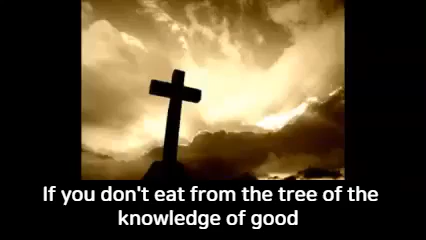 If you don't eat from the tree of the
knowledge of good